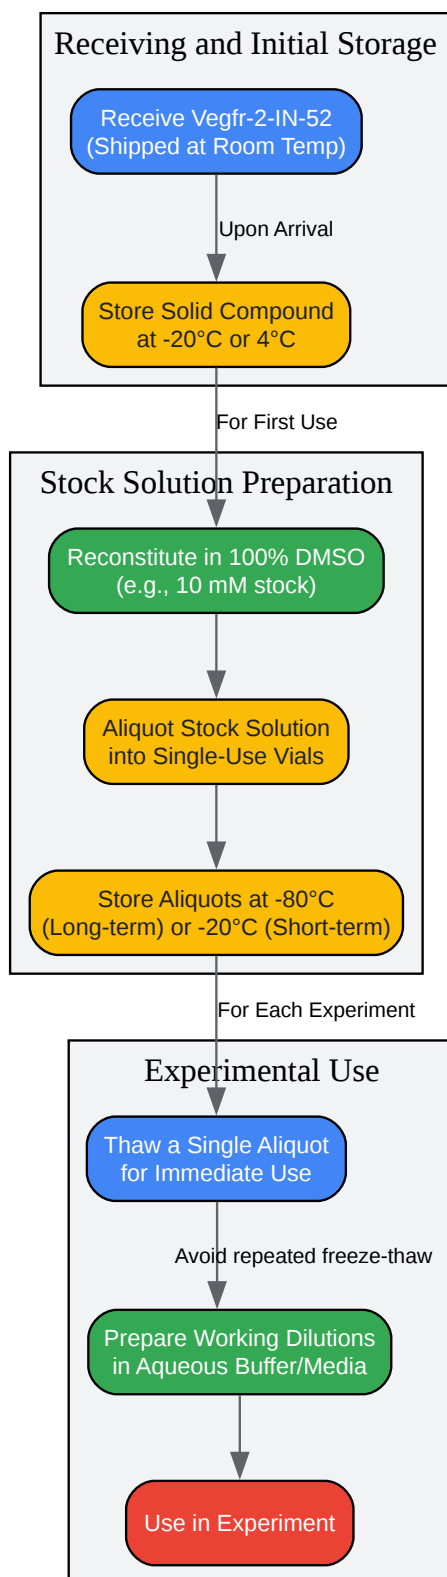 Receiving and Initial Storage
Receive Vegfr-2-IN-52
(Shipped at Room Temp)
Upon Arrival
Store Solid Compound
at -20°C or 4°C
For First Use
Stock Solution Preparation
Reconstitute in 100% DMSO
(e.g., 10 mM stock)
Aliquot Stock Solution
into Single-Use Vials
Store Aliquots at -80°C
(Long-term) or -20°C (Short-term)
For Each Experiment
Experimental Use
Thaw a Single Aliquot
for Immediate Use
Avoid repeated freeze-thaw
Prepare Working Dilutions
in Aqueous Buffer/Media
Use in Experiment